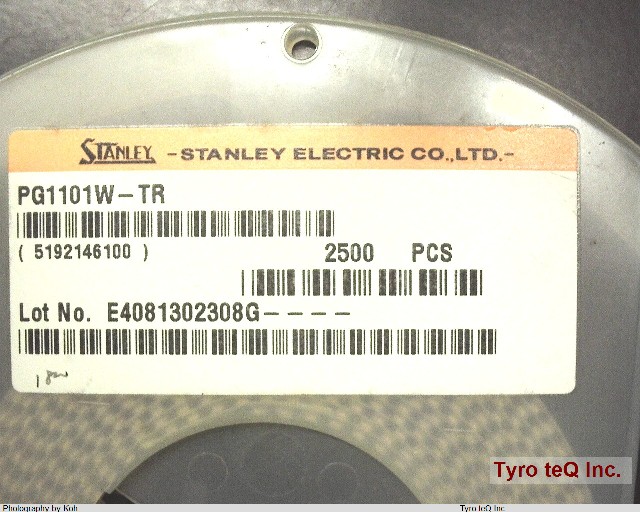 STANLEY -STANLEY ELECTRIC CO.,LTD.-
PG1101W-TR
( 5192146100 )
2500 PCS
Lot No. E4081302308G----
Tyro teQ Inc.
Photography by Koh
Tyro teQ Inc